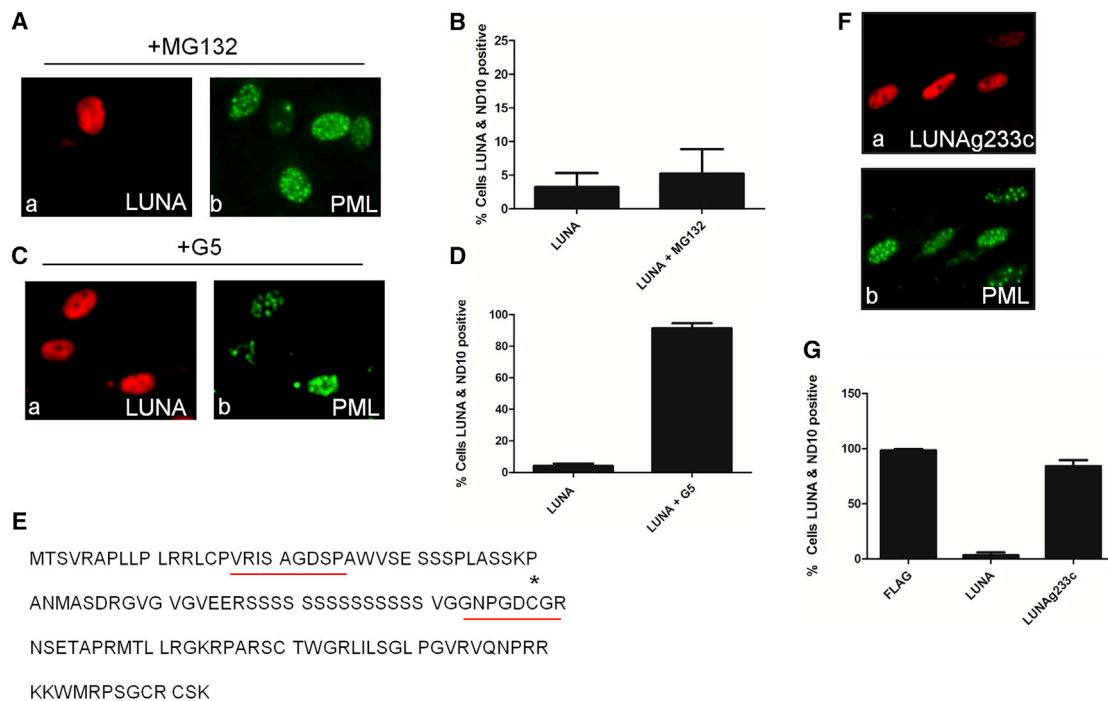 A
+MG132
a
LUNA
b
PML
B
% Cells LUNA & ND10 positive
25
20
15
10
5
0
LUNA
LUNA + MG132
C
+G5
a
LUNA
b
PML
D
% Cells LUNA & ND10 positive
100
80
60
40
20
0
LUNA
LUNA + G5
E
MTSVRAPLLP LRRLCPVRIS AGDSPAWVSE SSSPLASSKP
*
ANMASDRGVG VGVEERSSSS SSSSSSSSSSS VGGNPGDCGR
NSETAPRMTL LRGKRPARSC TWGRLILSGL PGVRVQNPRR
KKWMRPSGCR CSK
F
a
LUNAg233c
b
PML
G
% Cells LUNA & ND10 positive
150
100
50
0
FLAG
LUNA
LUNAg233c